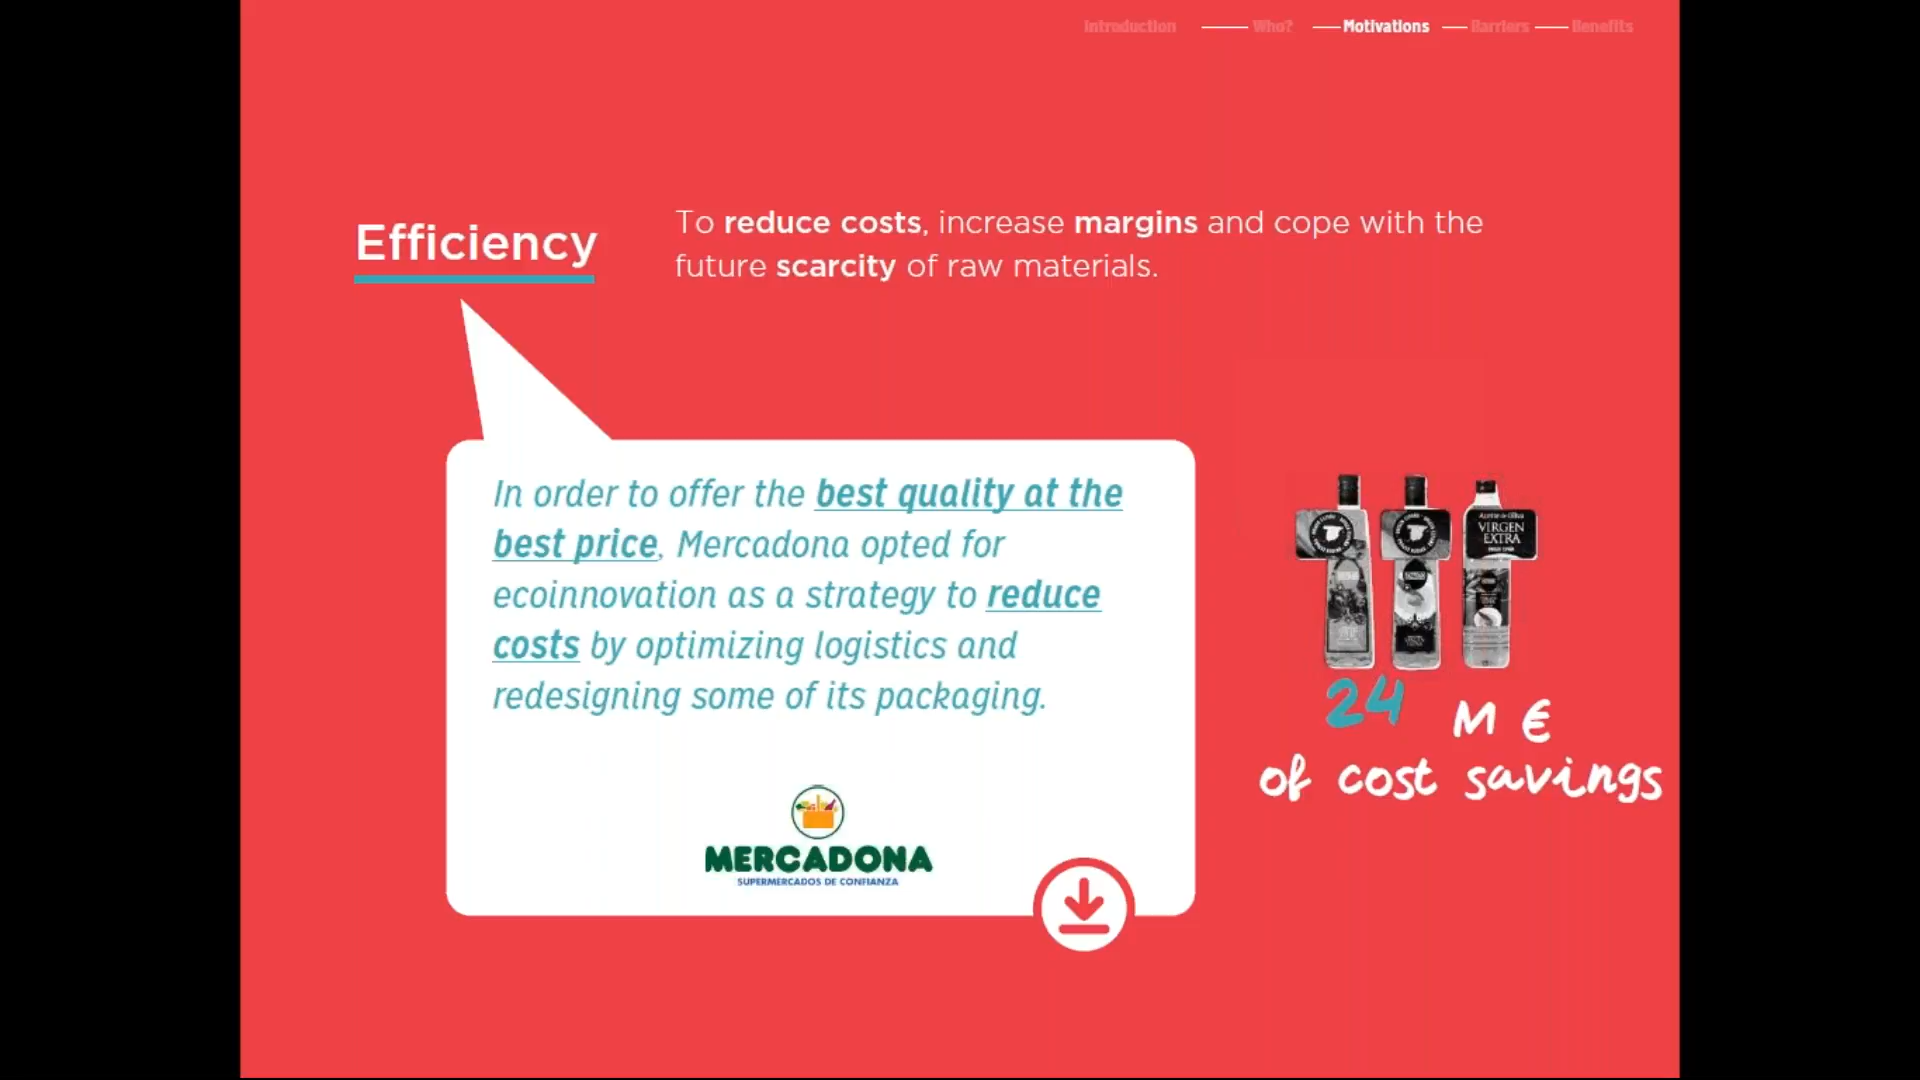 Introduction Who? Motivations Barriers Benefits
Efficiency
To reduce costs, increase margins and cope with the
future scarcity of raw materials.
In order to offer the best quality at the
best price, Mercadona opted for
ecoinnovation as a strategy to reduce
costs by optimizing logistics and
redesigning some of its packaging.
MERCADONA
SUPERMERCADOS DE CONFIANZA
Aceite de Oliva
VIRGEN
EXTRA
24 M €
of cost savings